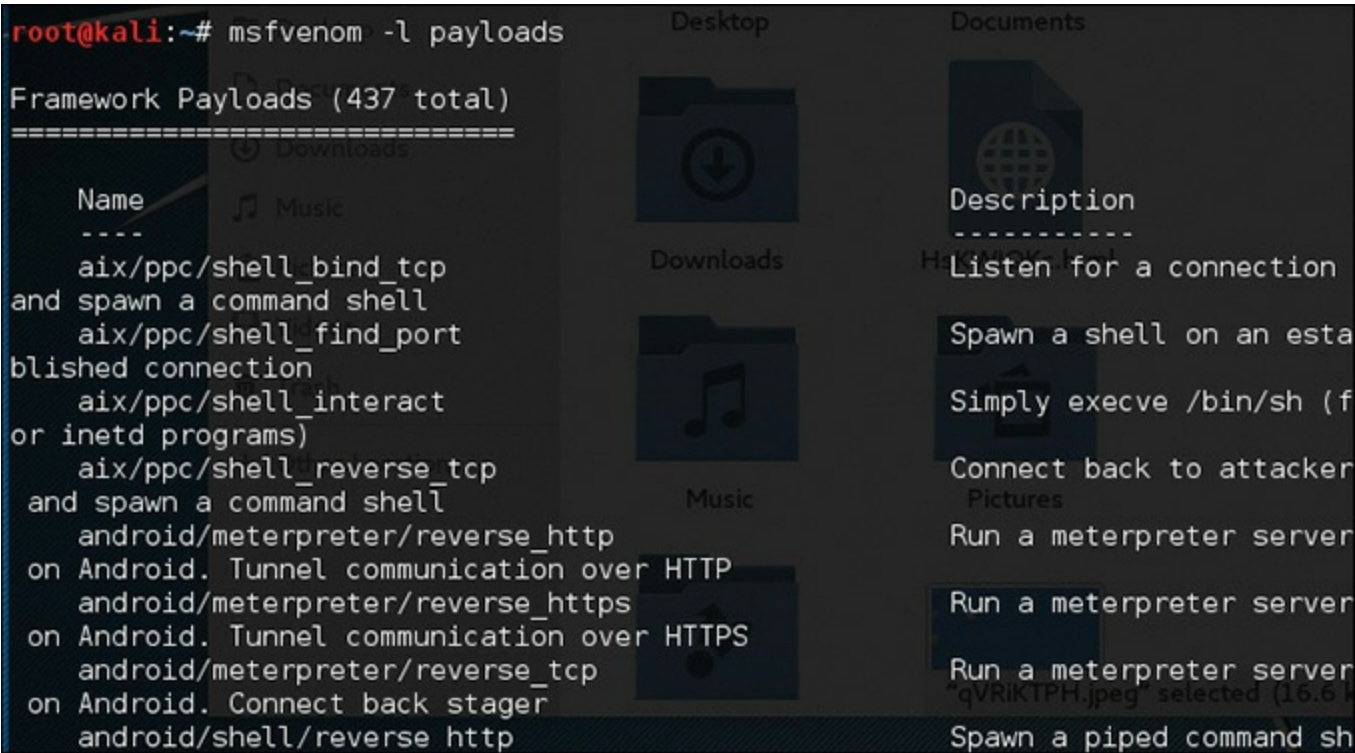 root@kali:~# msfvenom -l payloads
Framework Payloads (437 total)
==============================
Name Description
---- -----------
aix/ppc/shell_bind_tcp Listen for a connection
and spawn a command shell
aix/ppc/shell_find_port Spawn a shell on an esta
blished connection
aix/ppc/shell_interact Simply execve /bin/sh (f
or inetd programs)
aix/ppc/shell_reverse_tcp Connect back to attacker
and spawn a command shell
android/meterpreter/reverse_http Run a meterpreter server
on Android. Tunnel communication over HTTP
android/meterpreter/reverse_https Run a meterpreter server
on Android. Tunnel communication over HTTPS
android/meterpreter/reverse_tcp Run a meterpreter server
on Android. Connect back stager
android/shell/reverse_http Spawn a piped command sh
Desktop
Documents
Downloads
Music
Downloads
Music
Pictures
"qVRiKTPH.jpeg" selected (16.6 k